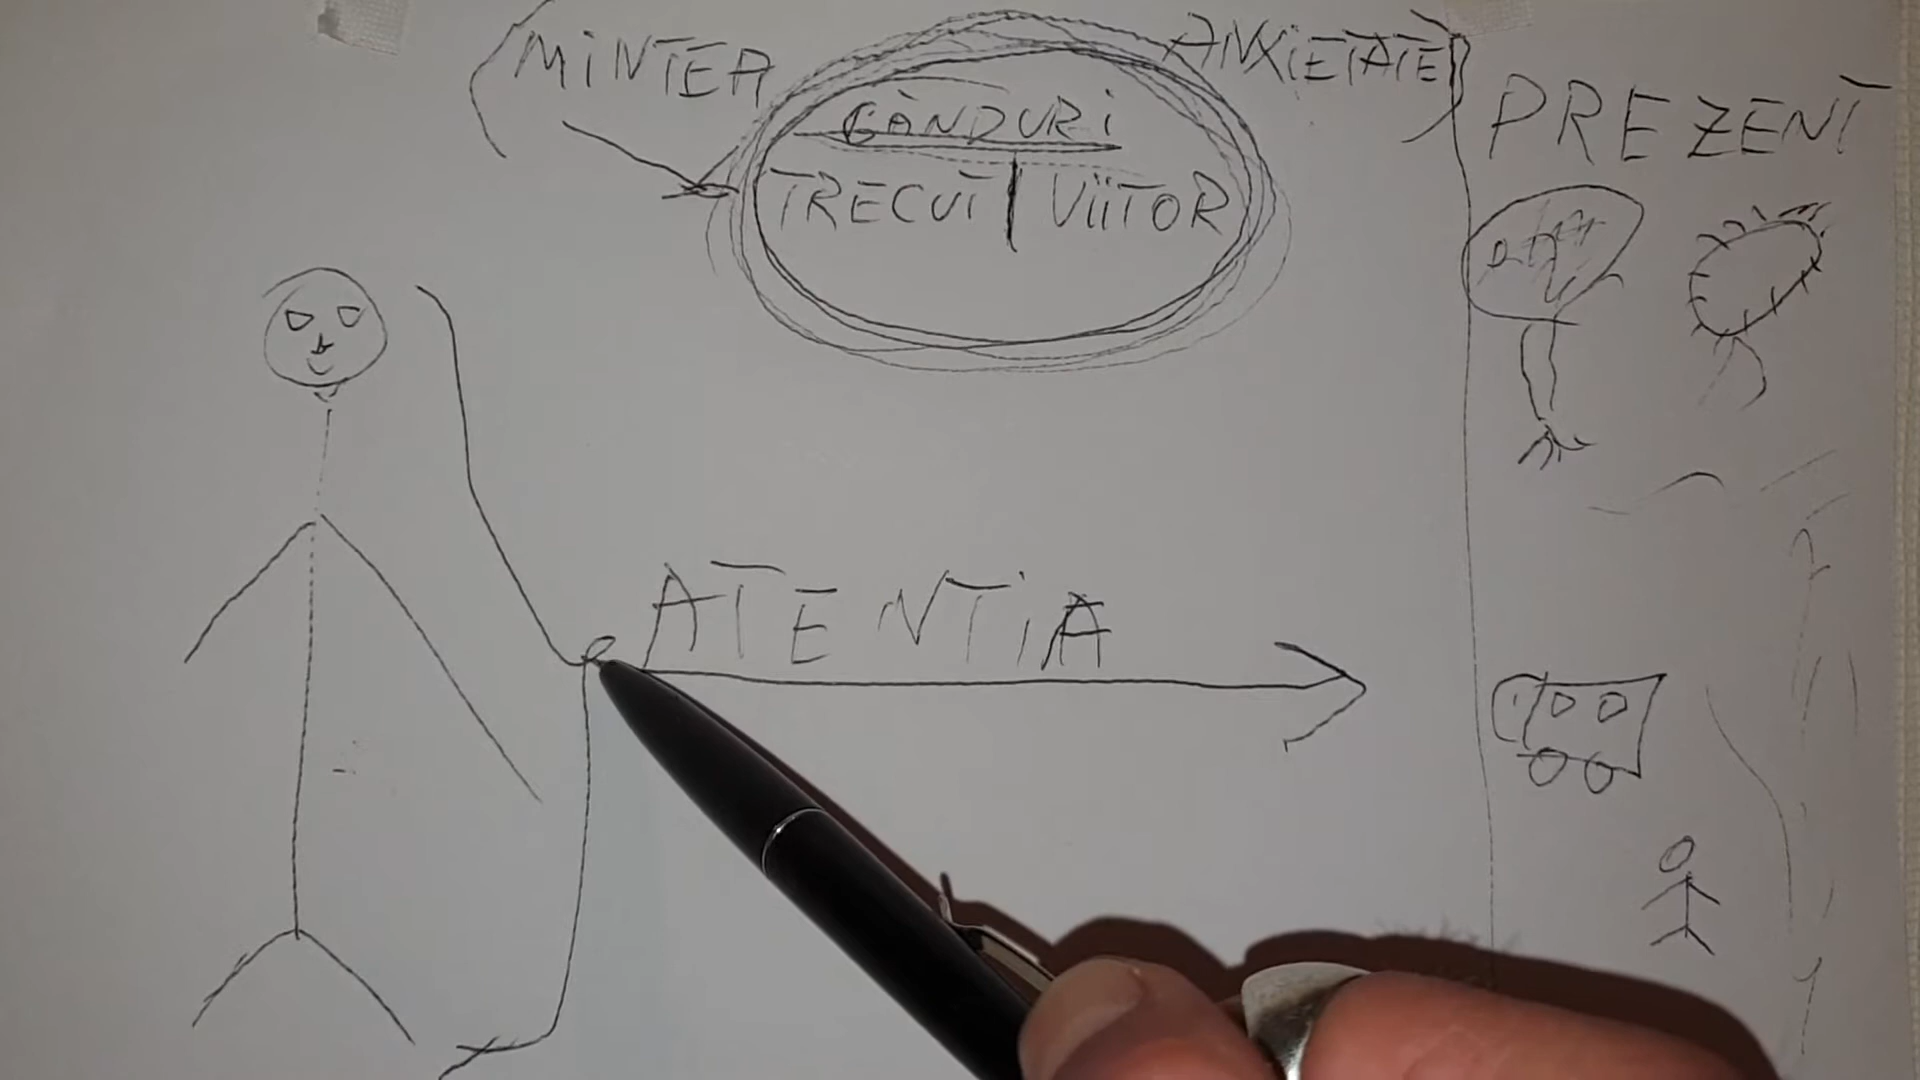 MINTEA
ANXIETATE
PREZENT
GÂNDURI
TRECUT | VIITOR
ATENTIA